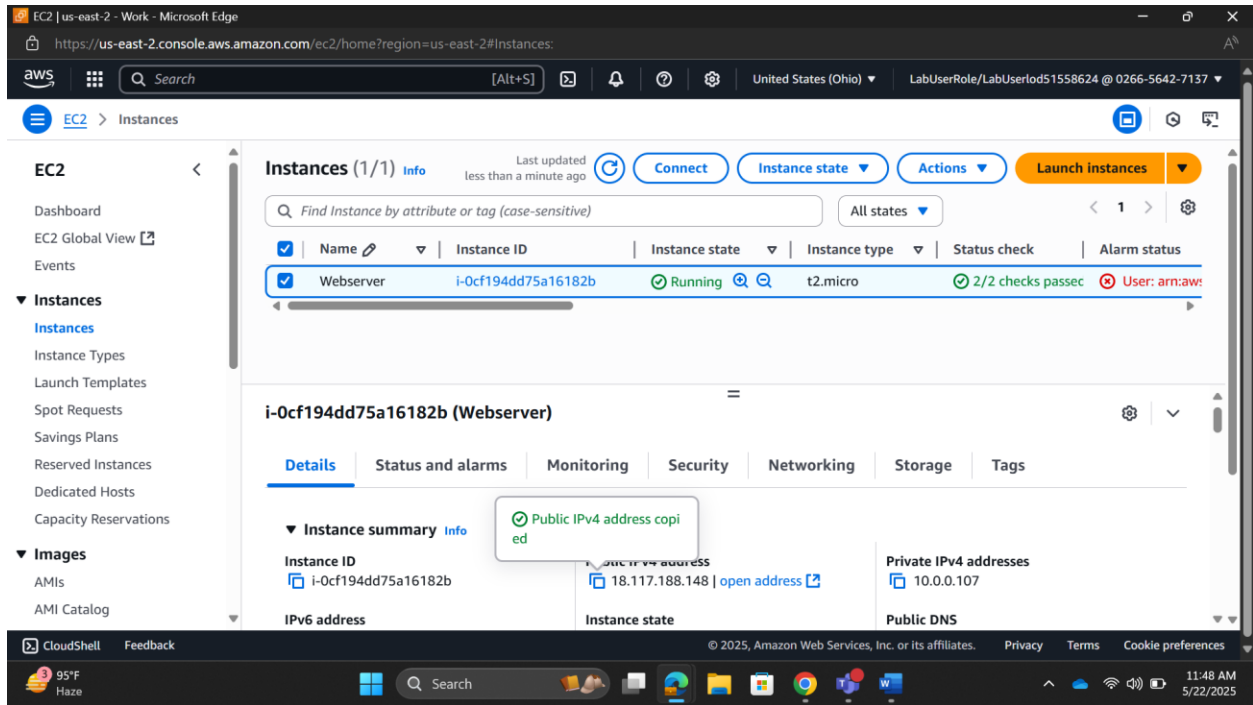 EC2 | us-east-2 - Work - Microsoft Edge
https://us-east-2.console.aws.amazon.com/ec2/home?region=us-east-2#Instances:
aws Search [Alt+S] United States (Ohio) LabUserRole/LabUserlod51558624 @ 0266-5642-7137
EC2 > Instances
EC2
Dashboard
EC2 Global View
Events
Instances
Instances
Instance Types
Launch Templates
Spot Requests
Savings Plans
Reserved Instances
Dedicated Hosts
Capacity Reservations
Images
AMIs
AMI Catalog
Instances (1/1) Info
Last updated
less than a minute ago
Connect Instance state Actions Launch instances
Find Instance by attribute or tag (case-sensitive) All states 1
Name Instance ID Instance state Instance type Status check Alarm status
Webserver i-0cf194dd75a16182b Running t2.micro 2/2 checks passec User: arn:aws
i-0cf194dd75a16182b (Webserver)
Details Status and alarms Monitoring Security Networking Storage Tags
Public IPv4 address copi
ed
Instance summary Info
Instance ID Public IPv4 address Private IPv4 addresses
i-0cf194dd75a16182b 18.117.188.148 | open address 10.0.0.107
IPv6 address Instance state Public DNS
CloudShell Feedback © 2025, Amazon Web Services, Inc. or its affiliates. Privacy Terms Cookie preferences
3 95°F
Haze
Search
11:48 AM
5/22/2025